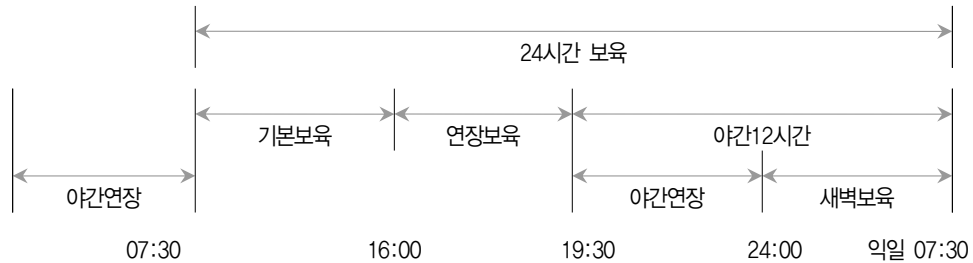 24시간 보육
기본보육 연장보육 야간12시간
야간연장 야간연장 새벽보육
07:30 16:00 19:30 24:00 익일 07:30